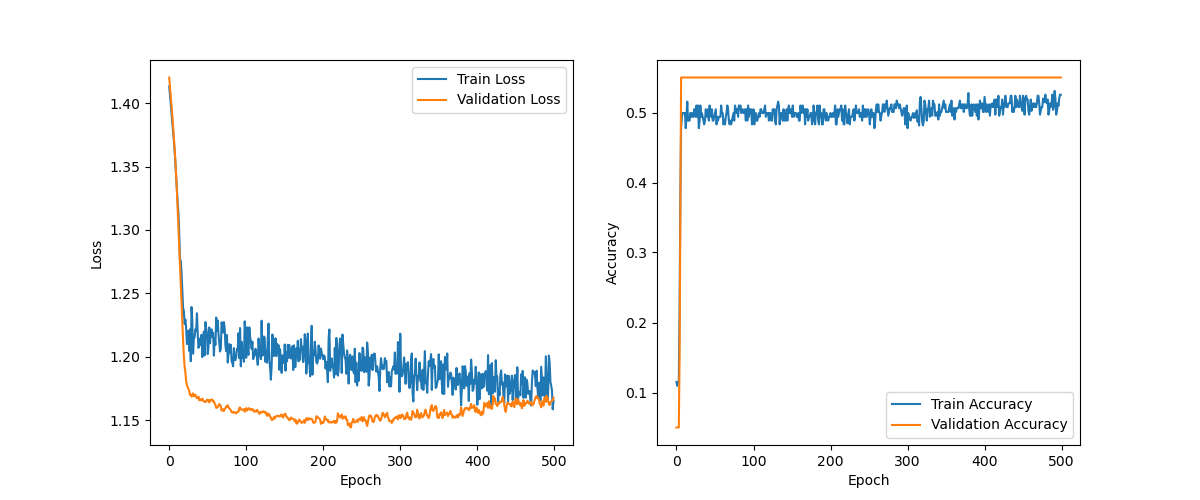 1.40
1.35
1.30
1.25
1.20
1.15
Loss
0 100 200 300 400 500
Epoch
Train Loss
Validation Loss
0.5
0.4
0.3
0.2
0.1
Accuracy
0 100 200 300 400 500
Epoch
Train Accuracy
Validation Accuracy